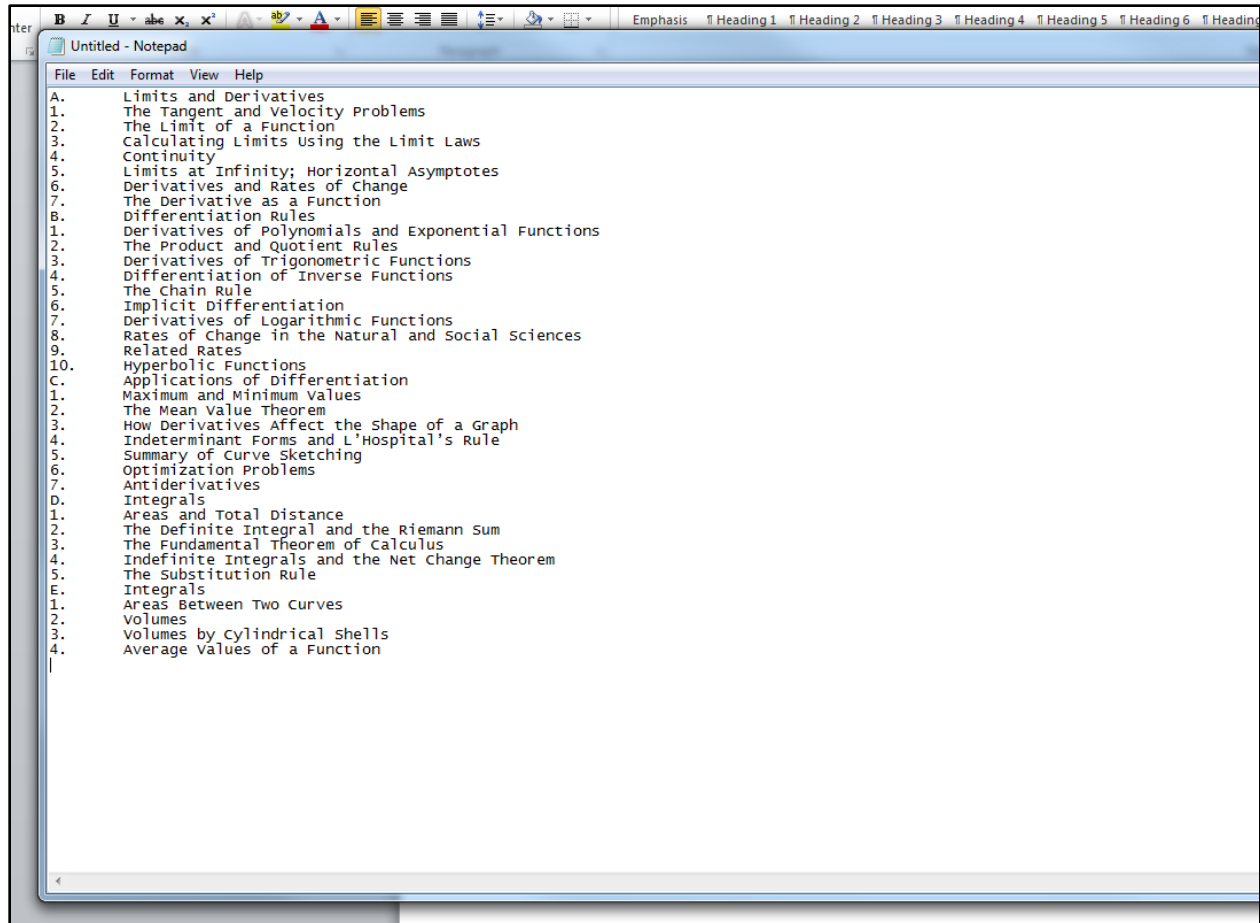 nter B I U abe X₂ X² A ab A Emphasis ¶ Heading 1 ¶ Heading 2 ¶ Heading 3 ¶ Heading 4 ¶ Heading 5 ¶ Heading 6 ¶ Heading
Untitled - Notepad
File Edit Format View Help
A. Limits and Derivatives
1. The Tangent and Velocity Problems
2. The Limit of a Function
3. Calculating Limits Using the Limit Laws
4. Continuity
5. Limits at Infinity; Horizontal Asymptotes
6. Derivatives and Rates of Change
7. The Derivative as a Function
B. Differentiation Rules
1. Derivatives of Polynomials and Exponential Functions
2. The Product and Quotient Rules
3. Derivatives of Trigonometric Functions
4. Differentiation of Inverse Functions
5. The Chain Rule
6. Implicit Differentiation
7. Derivatives of Logarithmic Functions
8. Rates of Change in the Natural and Social Sciences
9. Related Rates
10. Hyperbolic Functions
C. Applications of Differentiation
1. Maximum and Minimum Values
2. The Mean Value Theorem
3. How Derivatives Affect the Shape of a Graph
4. Indeterminant Forms and L’Hospital’s Rule
5. Summary of Curve Sketching
6. Optimization Problems
7. Antiderivatives
D. Integrals
1. Areas and Total Distance
2. The Definite Integral and the Riemann Sum
3. The Fundamental Theorem of Calculus
4. Indefinite Integrals and the Net Change Theorem
5. The Substitution Rule
E. Integrals
1. Areas Between Two Curves
2. Volumes
3. Volumes by Cylindrical Shells
4. Average Values of a Function